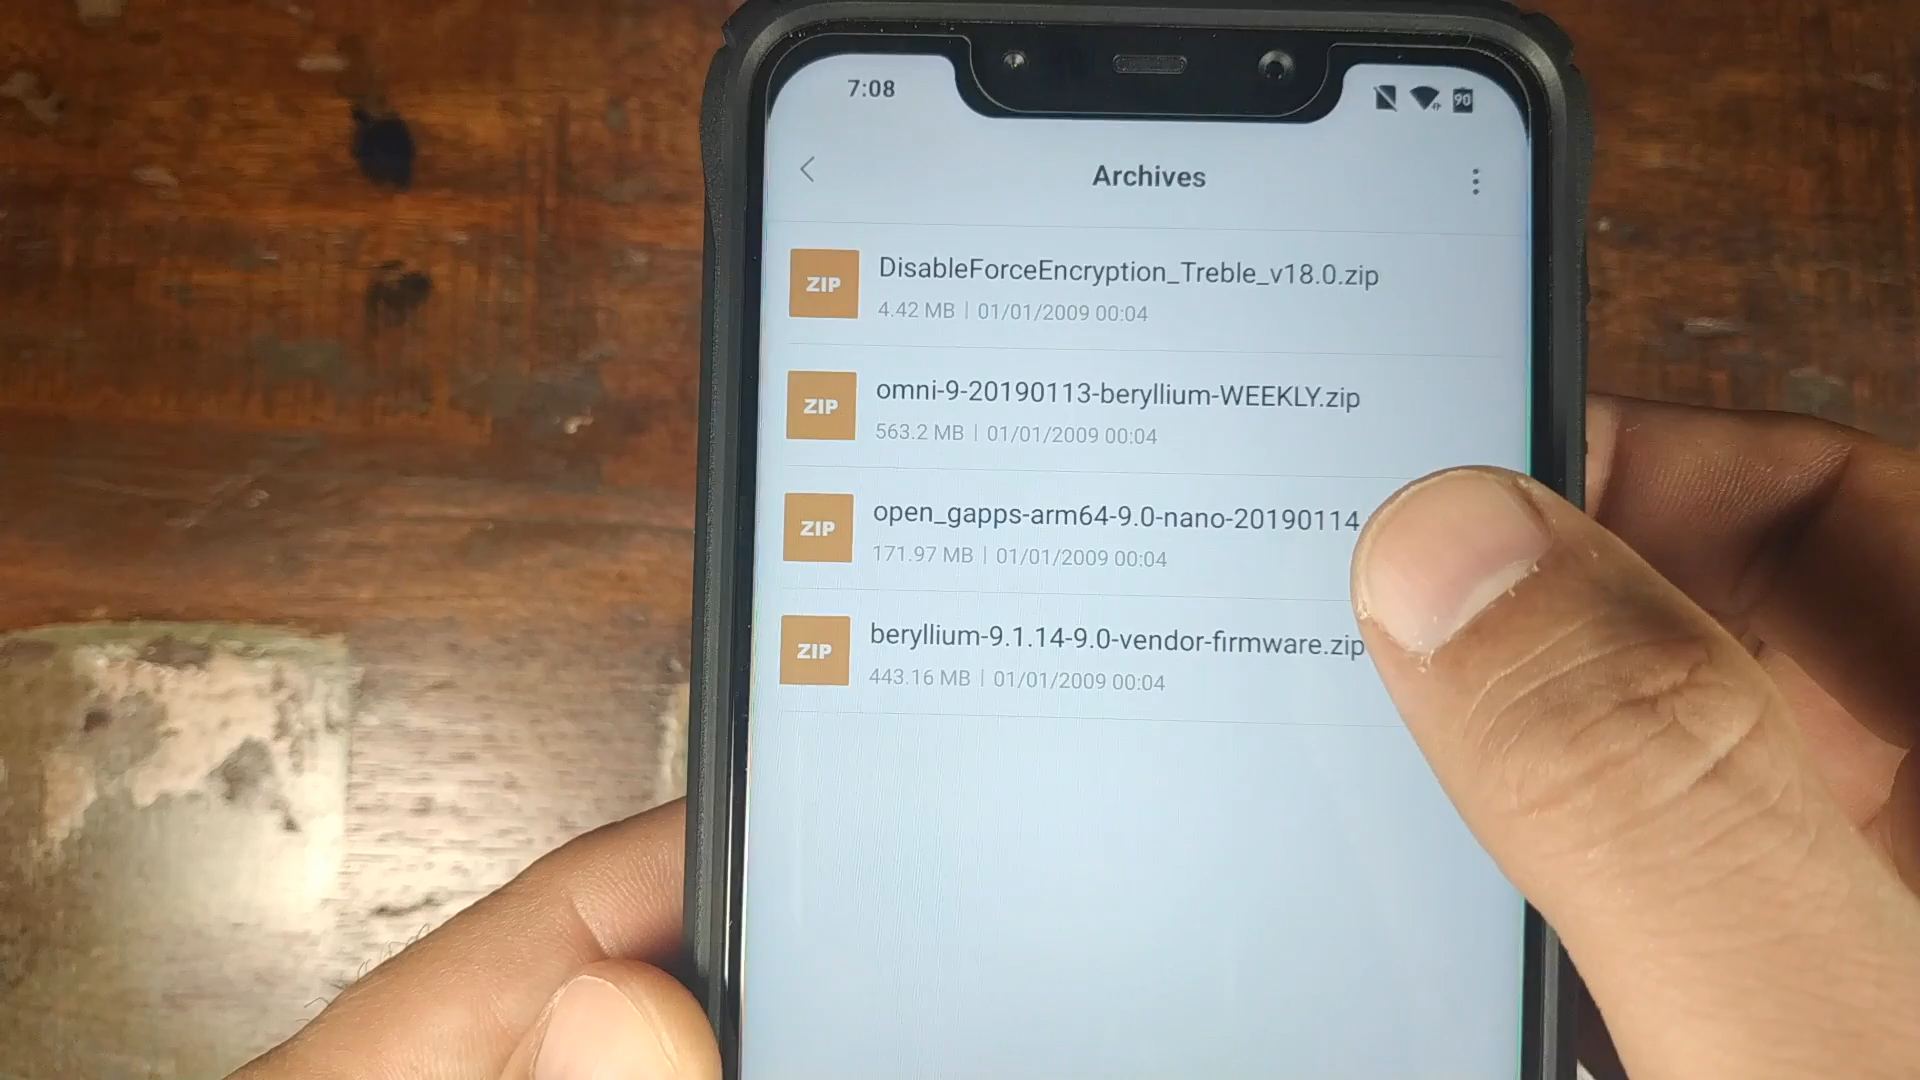 7:08
90
Archives
ZIP
DisableForceEncryption_Treble_v18.0.zip
4.42 MB | 01/01/2009 00:04
ZIP
omni-9-20190113-beryllium-WEEKLY.zip
563.2 MB | 01/01/2009 00:04
ZIP
open_gapps-arm64-9.0-nano-20190114
171.97 MB | 01/01/2009 00:04
ZIP
beryllium-9.1.14-9.0-vendor-firmware.zip
443.16 MB | 01/01/2009 00:04